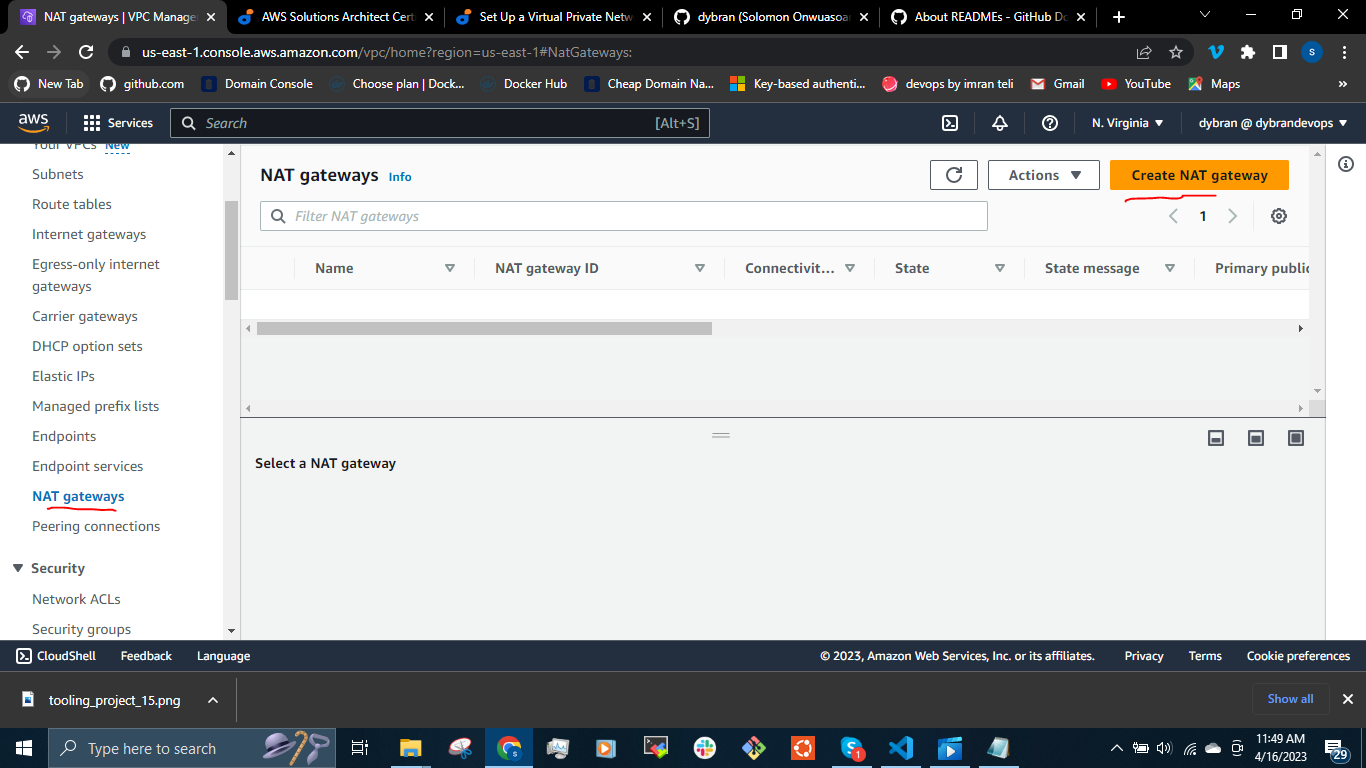 NAT gateways | VPC Manage
AWS Solutions Architect Cert
Set Up a Virtual Private Netw
dybran (Solomon Onwuasoa
About READMEs - GitHub Do
us-east-1.console.aws.amazon.com/vpc/home?region=us-east-1#NatGateways:
S
New Tab
github.com
Domain Console
Choose plan | Dock...
Docker Hub
Cheap Domain Na...
Key-based authenti...
devops by imran teli
Gmail
YouTube
Maps
»
aws
Services
Search
[Alt+S]
N. Virginia
dybran @ dybrandevops
Your VPCs New
Subnets
Route tables
Internet gateways
Egress-only internet
gateways
Carrier gateways
DHCP option sets
Elastic IPs
Managed prefix lists
Endpoints
Endpoint services
NAT gateways
Peering connections
Security
Network ACLs
Security groups
NAT gateways Info
Actions
Create NAT gateway
Filter NAT gateways
1
Name
NAT gateway ID
Connectivit...
State
State message
Primary public
Select a NAT gateway
CloudShell
Feedback
Language
© 2023, Amazon Web Services, Inc. or its affiliates.
Privacy
Terms
Cookie preferences
tooling_project_15.png
Show all
Type here to search
S
1
11:49 AM
4/16/2023
29